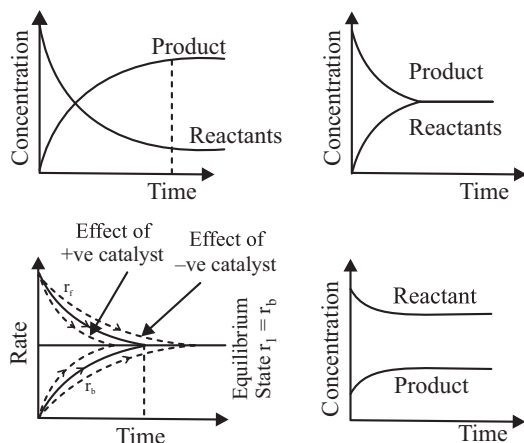 Concentration
Product
Reactants
Time
Concentration
Product
Reactants
Time
Effect of
+ve catalyst
Effect of
–ve catalyst
r_f
r_b
Rate
Time
Equilibrium
State r_1 = r_b
Concentration
Reactant
Product
Time